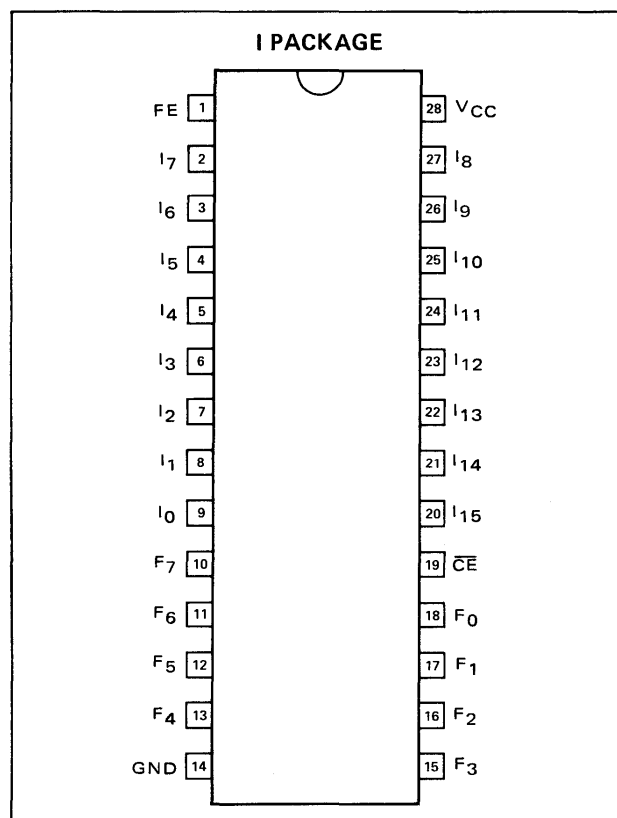 I PACKAGE
FE 1 28 VCC
I7 2 27 I8
I6 3 26 I9
I5 4 25 I10
I4 5 24 I11
I3 6 23 I12
I2 7 22 I13
I1 8 21 I14
I0 9 20 I15
F7 10 19 C̅E̅
F6 11 18 F0
F5 12 17 F1
F4 13 16 F2
GND 14 15 F3